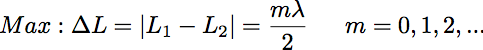 Max : ΔL = |L₁ − L₂| = mλ/2 m = 0, 1, 2, ...